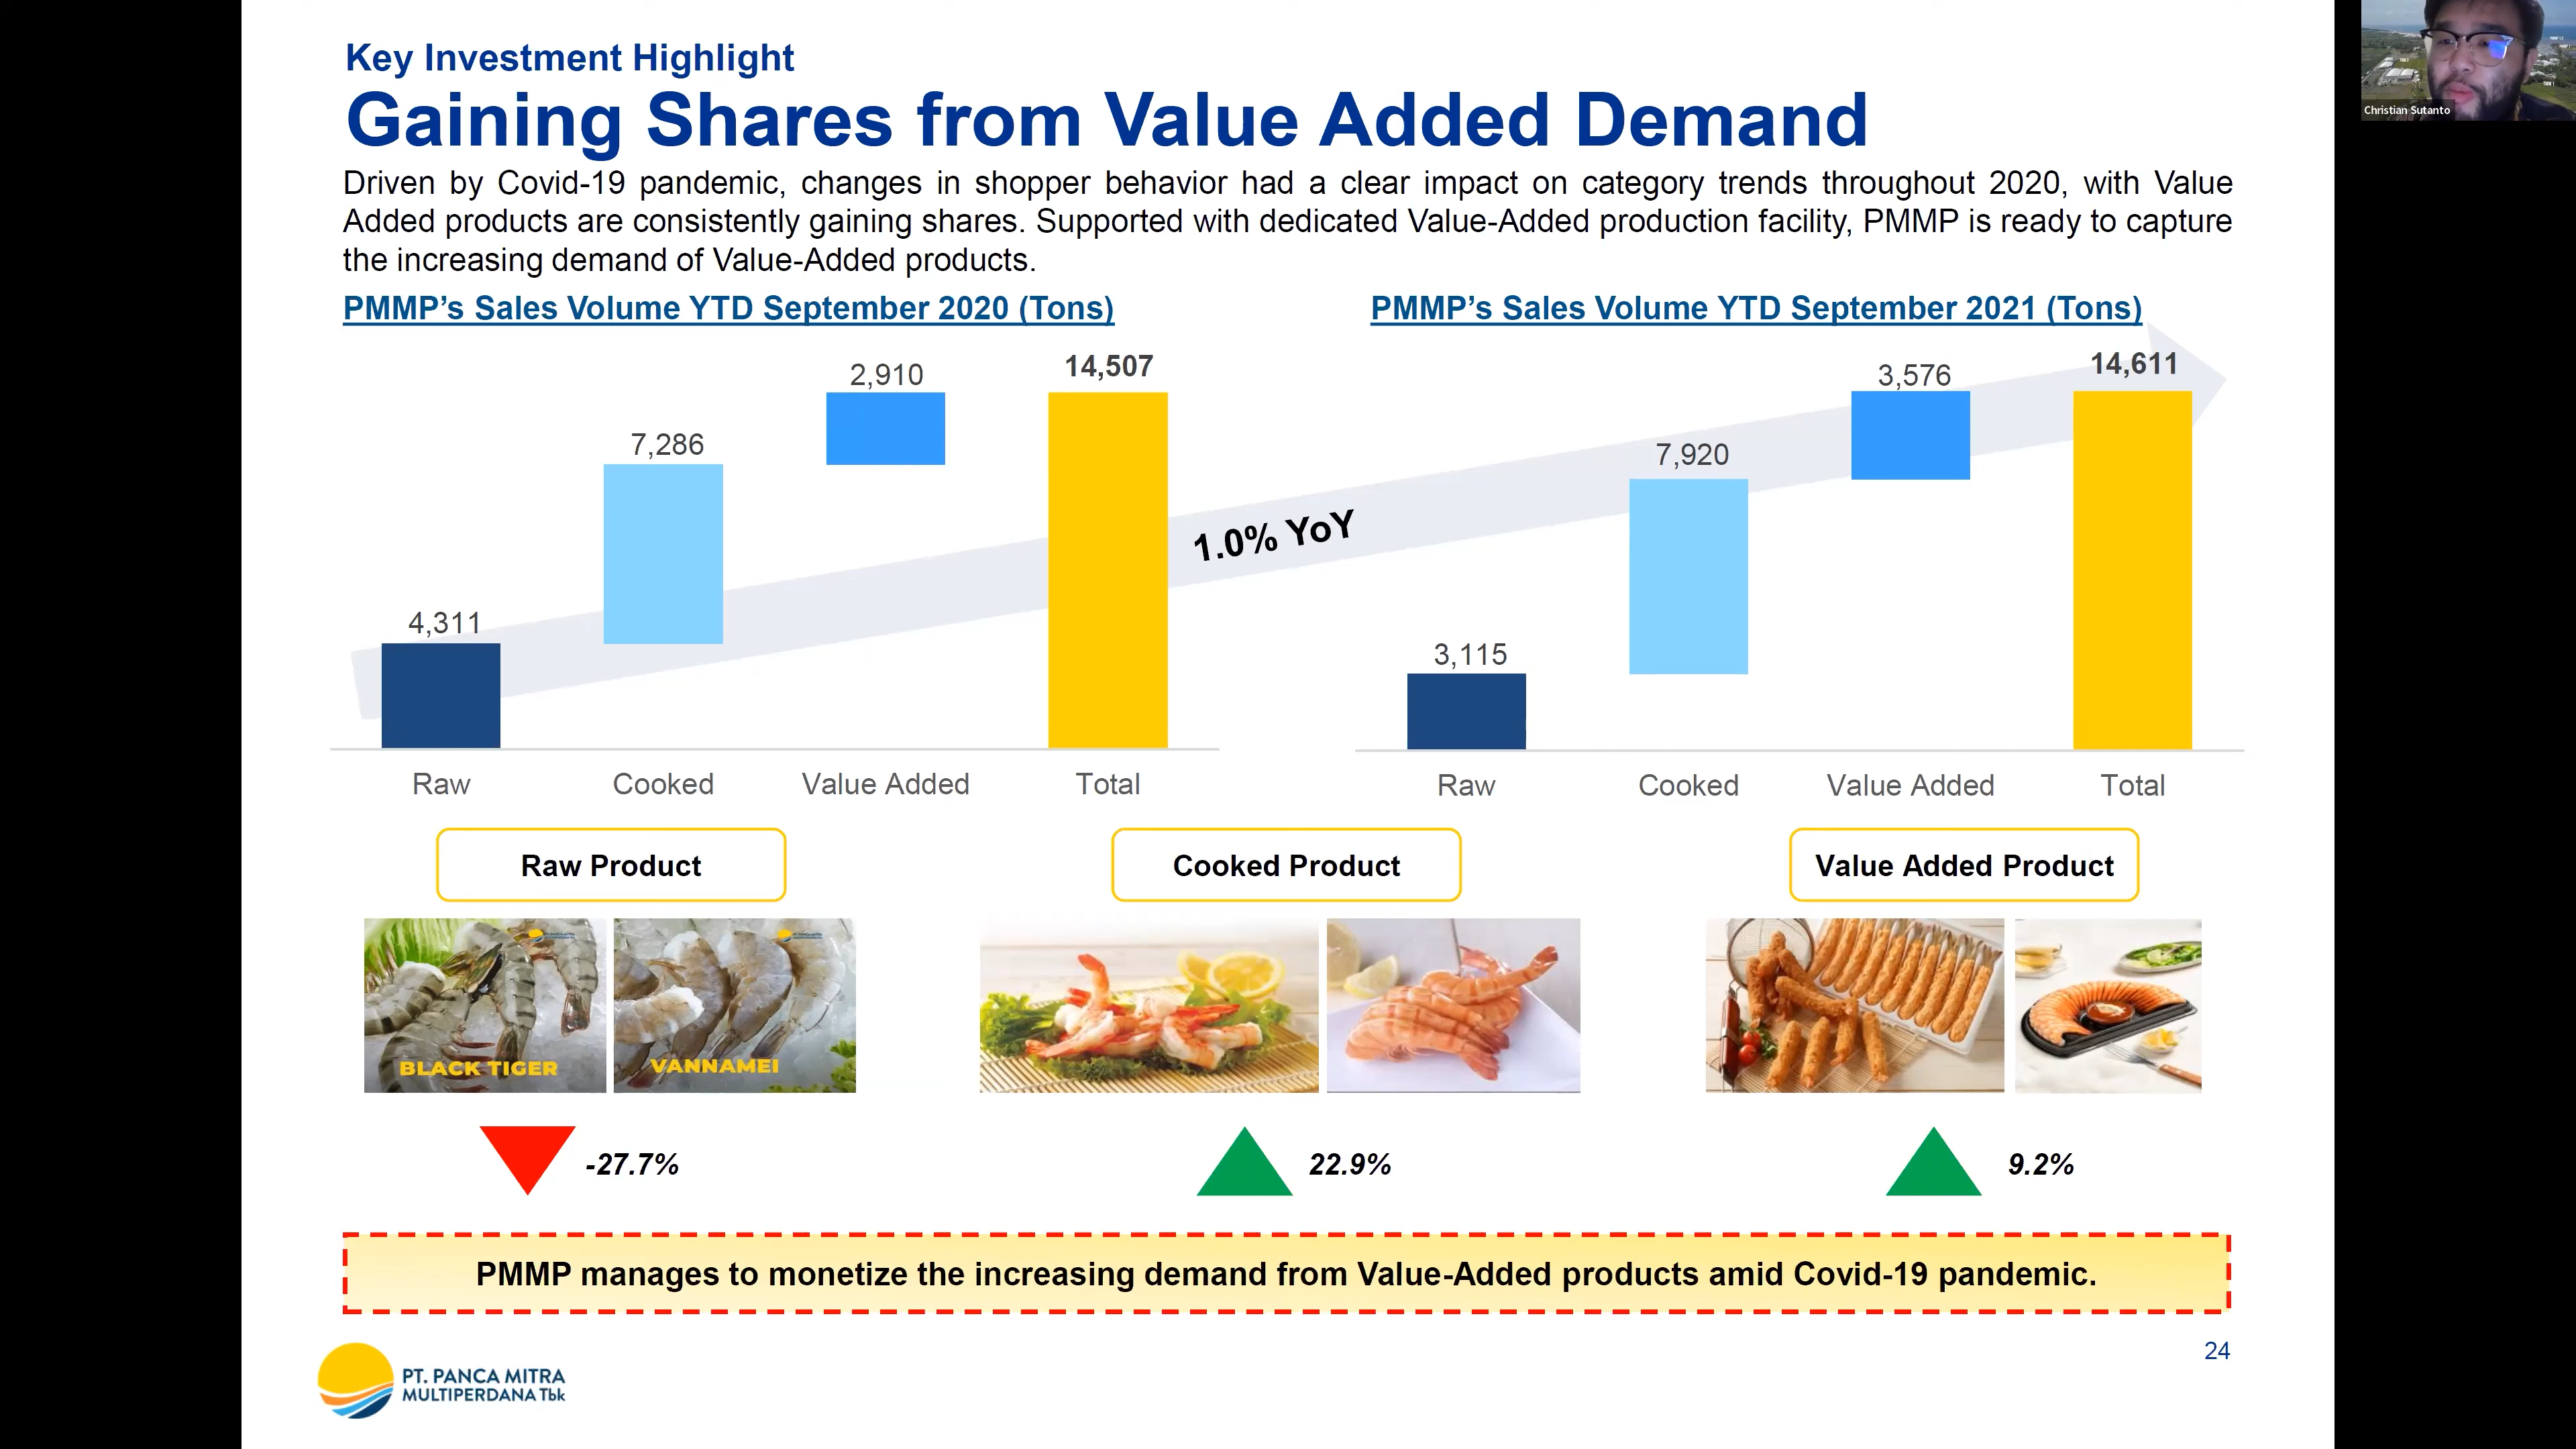 Key Investment Highlight
Gaining Shares from Value Added Demand
Christian Sutanto
Driven by Covid-19 pandemic, changes in shopper behavior had a clear impact on category trends throughout 2020, with Value
Added products are consistently gaining shares. Supported with dedicated Value-Added production facility, PMMP is ready to capture
the increasing demand of Value-Added products.
PMMP’s Sales Volume YTD September 2020 (Tons)
4,311
7,286
2,910
14,507
Raw
Cooked
Value Added
Total
1.0% YoY
PMMP’s Sales Volume YTD September 2021 (Tons)
3,115
7,920
3,576
14,611
Raw
Cooked
Value Added
Total
Raw Product
BLACK TIGER
VANNAMEI
-27.7%
Cooked Product
22.9%
Value Added Product
9.2%
PMMP manages to monetize the increasing demand from Value-Added products amid Covid-19 pandemic.
PT. PANCA MITRA
MULTIPERDANA Tbk
24